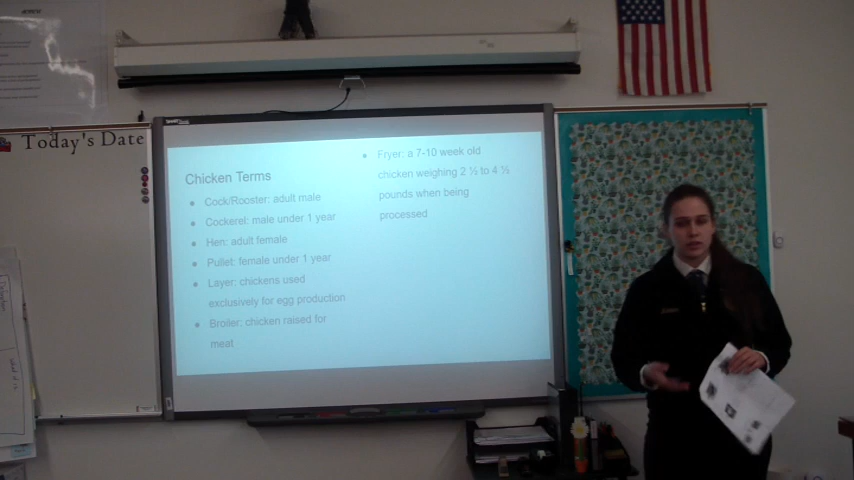 Today's Date
Chicken Terms
Cock/Rooster: adult male
Cockerel: male under 1 year
Hen: adult female
Pullet: female under 1 year
Layer: chickens used
exclusively for egg production
Broiler: chicken raised for
meat
Fryer: a 7-10 week old
chicken weighing 2 ½ to 4 ½
pounds when being
processed